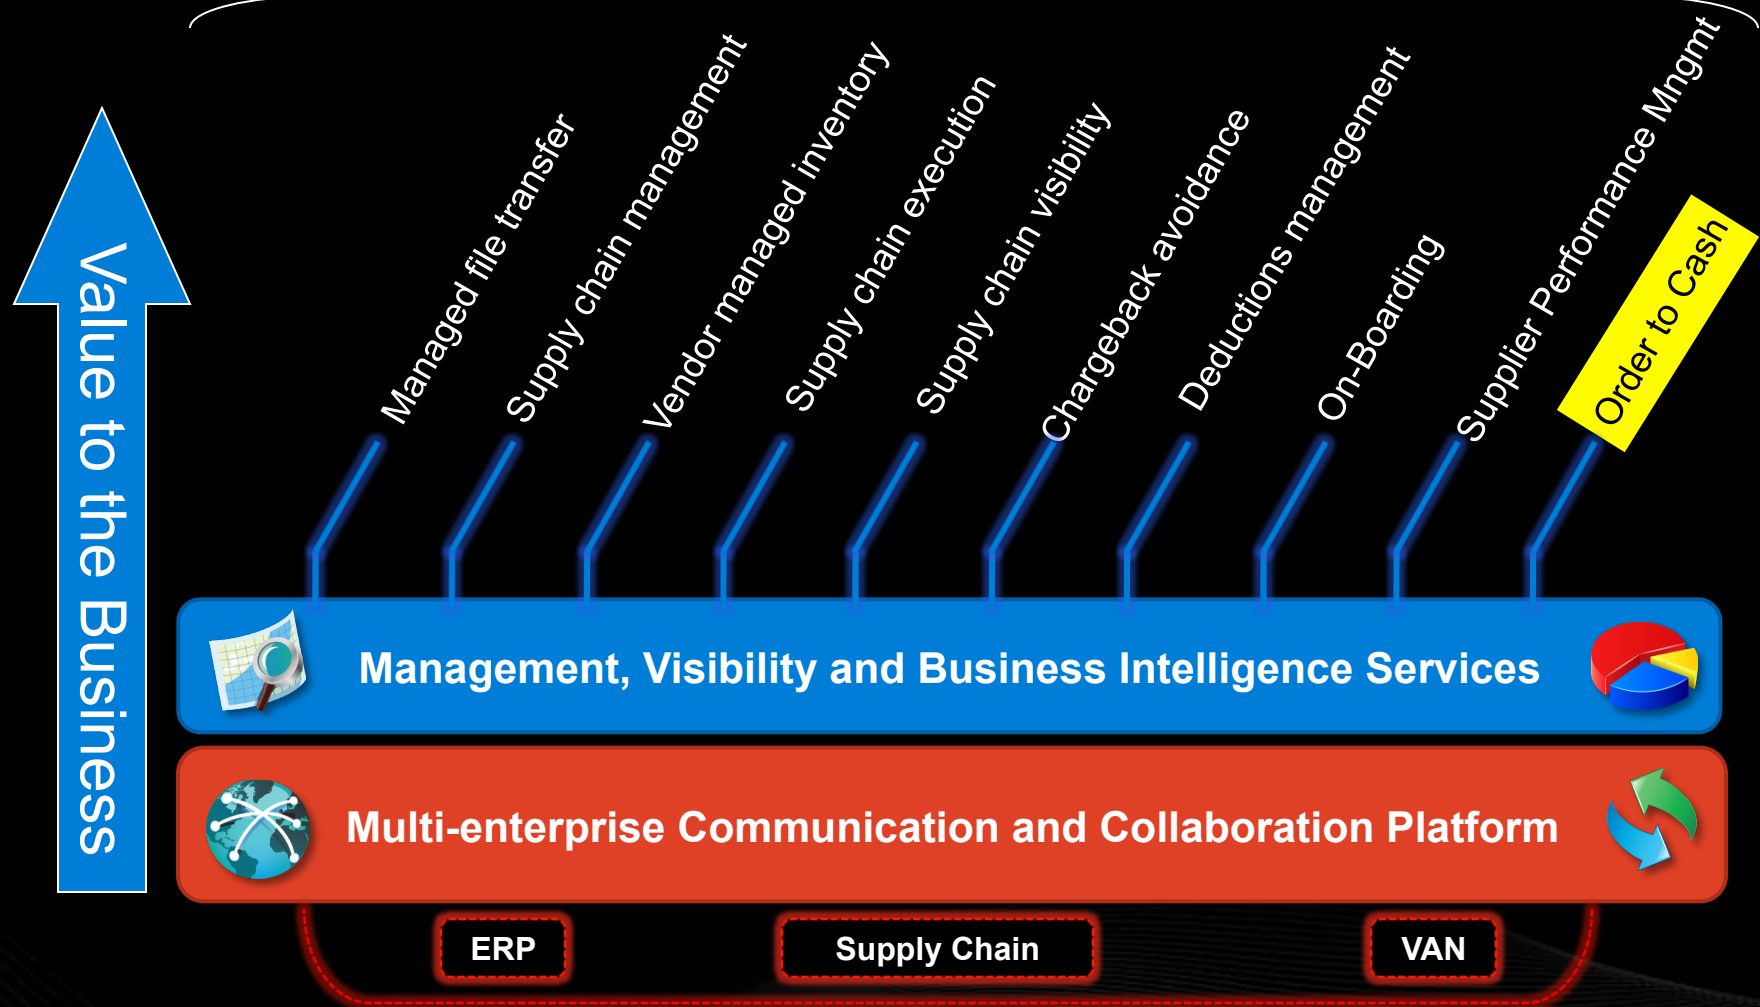 Value to the Business
Managed file transfer
Supply chain management
Vendor managed inventory
Supply chain execution
Supply chain visibility
Chargeback avoidance
Deductions management
On-Boarding
Supplier Performance Mngmt
Order to Cash
Management, Visibility and Business Intelligence Services
Multi-enterprise Communication and Collaboration Platform
ERP
Supply Chain
VAN